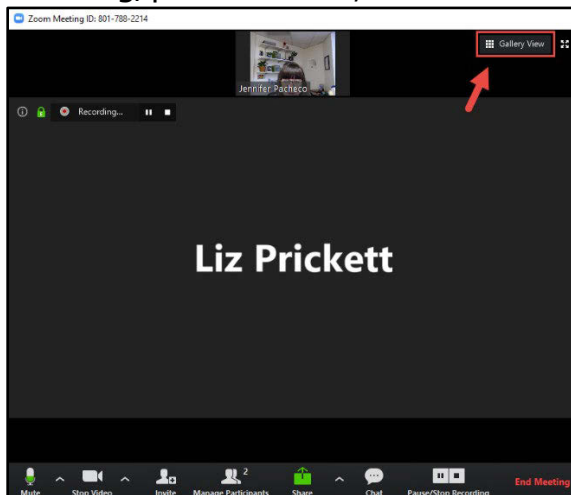 Zoom Meeting ID: 801-788-2214
Gallery View
Jennifer Pacheco
Recording...
Liz Prickett
2
Mute Stop Video Invite Manage Participants Share Chat Pause/Stop Recording End Meeting